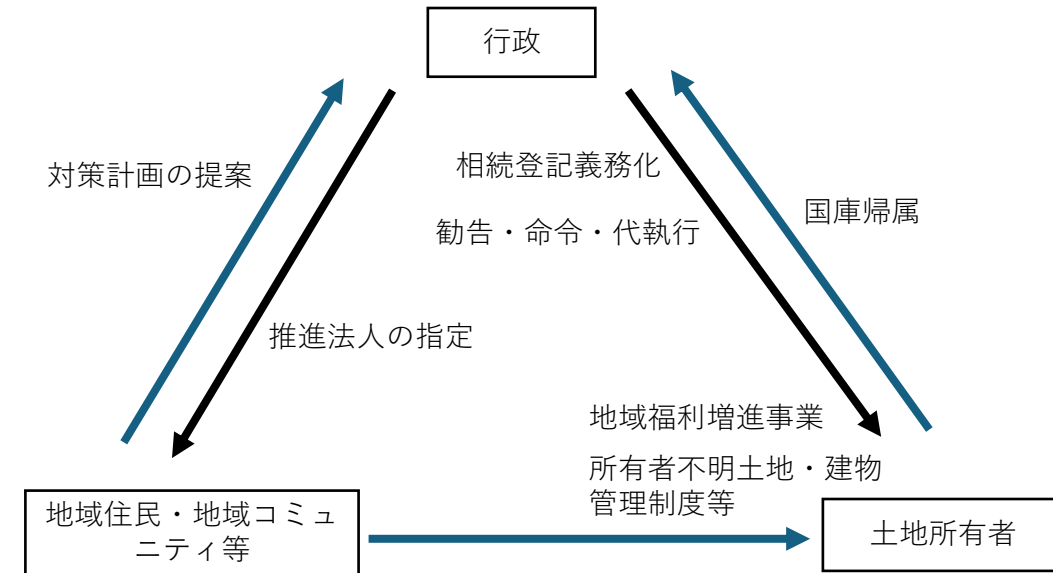 行政
対策計画の提案
相続登記義務化
国庫帰属
勧告・命令・代執行
推進法人の指定
地域福利増進事業
所有者不明土地・建物
管理制度等
地域住民・地域コミュ
ニティ等
土地所有者